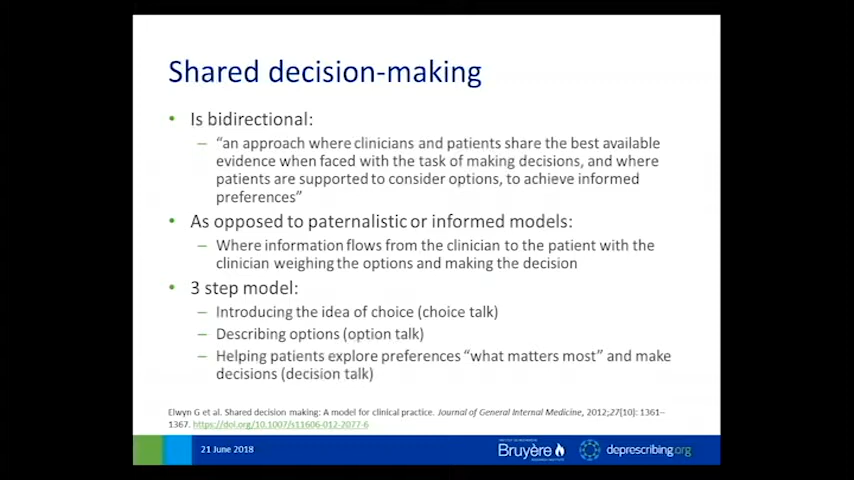 Shared decision-making
• Is bidirectional:
– “an approach where clinicians and patients share the best available
evidence when faced with the task of making decisions, and where
patients are supported to consider options, to achieve informed
preferences”
• As opposed to paternalistic or informed models:
– Where information flows from the clinician to the patient with the
clinician weighing the options and making the decision
• 3 step model:
– Introducing the idea of choice (choice talk)
– Describing options (option talk)
– Helping patients explore preferences “what matters most” and make
decisions (decision talk)
Elwyn G et al. Shared decision making: A model for clinical practice. Journal of General Internal Medicine, 2012;27[10]: 1361–
1367. https://doi.org/10.1007/s11606-012-2077-6
21 June 2018
Bruyère
deprescribing.org